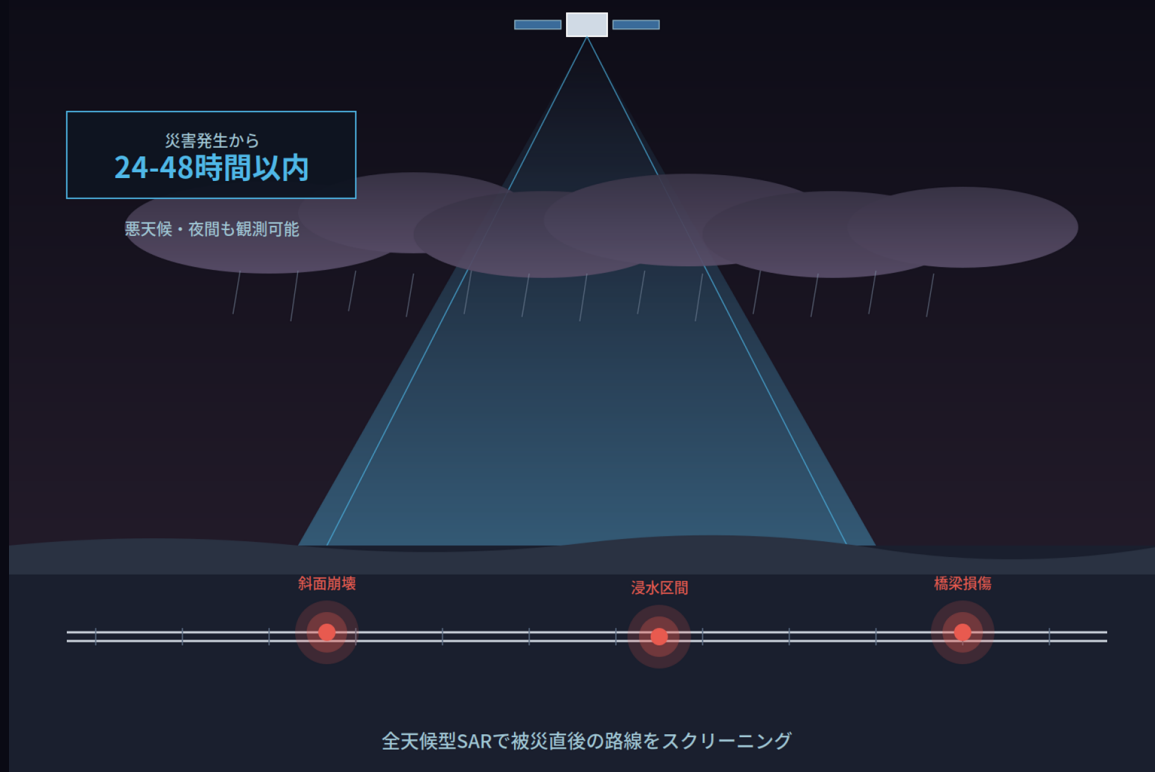 災害発生から
24-48時間以内
悪天候・夜間も観測可能
斜面崩壊
浸水区間
橋梁損傷
全天候型SARで被災直後の路線をスクリーニング